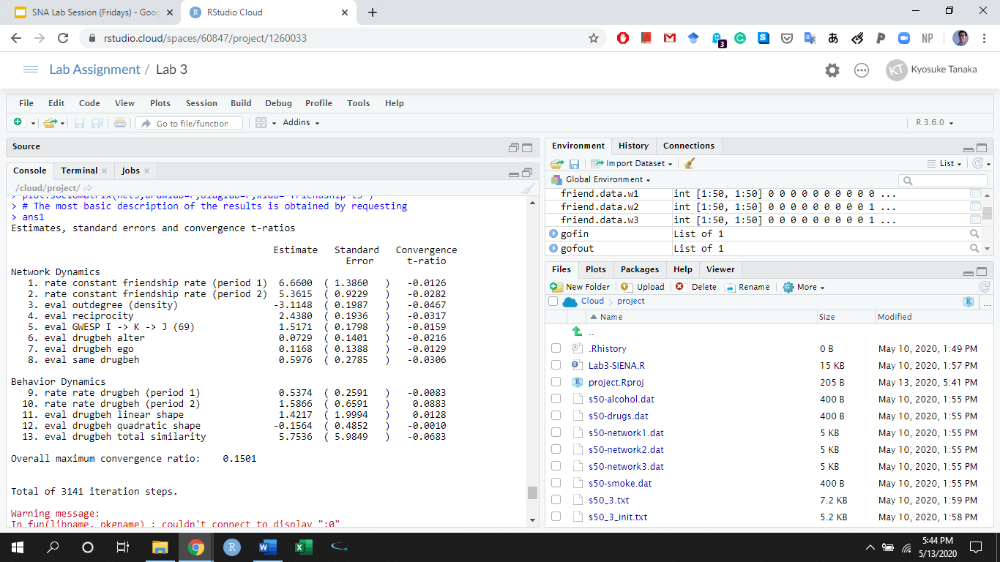 SNA Lab Session (Fridays) - Goo
RStudio Cloud
rstudio.cloud/spaces/60847/project/1260033
3
NP
Lab Assignment / Lab 3
KT
Kyosuke Tanaka
File Edit Code View Plots Session Build Debug Profile Tools Help
Go to file/function
Addins
R 3.6.0
Source
Console Terminal Jobs
/cloud/project/
> # The most basic description of the results is obtained by requesting
> ans1
Estimates, standard errors and convergence t-ratios
Estimate Standard Convergence
Error t-ratio
Network Dynamics
1. rate constant friendship rate (period 1) 6.6600 ( 1.3860 ) -0.0126
2. rate constant friendship rate (period 2) 5.3615 ( 0.9229 ) -0.0282
3. eval outdegree (density) -3.1148 ( 0.1987 ) -0.0467
4. eval reciprocity 2.4380 ( 0.1936 ) -0.0317
5. eval GWESP I -> K -> J (69) 1.5171 ( 0.1798 ) -0.0159
6. eval drugbeh alter 0.0729 ( 0.1401 ) -0.0216
7. eval drugbeh ego 0.1168 ( 0.1388 ) -0.0129
8. eval same drugbeh 0.5976 ( 0.2785 ) -0.0306
Behavior Dynamics
9. rate rate drugbeh (period 1) 0.5374 ( 0.2591 ) -0.0083
10. rate rate drugbeh (period 2) 1.5866 ( 0.6591 ) 0.0883
11. eval drugbeh linear shape 1.4217 ( 1.9994 ) 0.0128
12. eval drugbeh quadratic shape -0.1564 ( 0.4852 ) -0.0010
13. eval drugbeh total similarity 5.7536 ( 5.9849 ) -0.0683
Overall maximum convergence ratio: 0.1501
Total of 3141 iteration steps.
Warning message:
In fun(libname, pkgname) : couldn't connect to display ":0"
Environment History Connections
Import Dataset
List
Global Environment
friend.data.w1 int [1:50, 1:50] 0 0 0 0 0 0 0 0 0 0 ...
friend.data.w2 int [1:50, 1:50] 0 0 0 0 0 0 0 0 0 1 ...
friend.data.w3 int [1:50, 1:50] 0 0 0 0 0 0 0 0 0 1 ...
gofin List of 1
gofout List of 1
Files Plots Packages Help Viewer
New Folder Upload Delete Rename More
Cloud project
...
Name Size Modified
..
.Rhistory 0 B May 10, 2020, 1:49 PM
Lab3-SIENA.R 15 KB May 10, 2020, 1:57 PM
project.Rproj 205 B May 13, 2020, 5:41 PM
s50-alcohol.dat 400 B May 10, 2020, 1:55 PM
s50-drugs.dat 400 B May 10, 2020, 1:55 PM
s50-network1.dat 5 KB May 10, 2020, 1:55 PM
s50-network2.dat 5 KB May 10, 2020, 1:55 PM
s50-network3.dat 5 KB May 10, 2020, 1:55 PM
s50-smoke.dat 400 B May 10, 2020, 1:55 PM
s50_3.txt 7.2 KB May 10, 2020, 1:59 PM
s50_3_init.txt 5.2 KB May 10, 2020, 1:58 PM
5:44 PM
5/13/2020